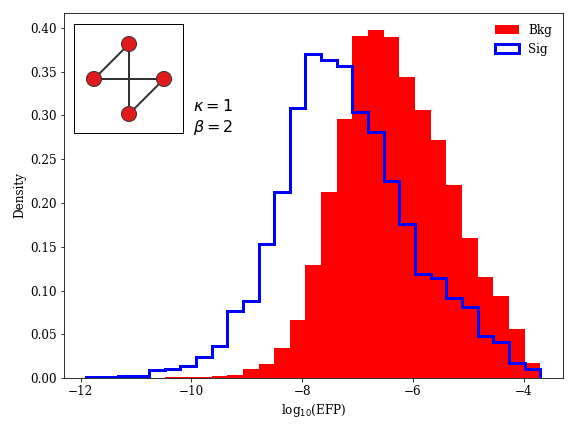 0.40
0.35
0.30
0.25
0.20
0.15
0.10
0.05
0.00
Density
κ = 1
β = 2
Bkg
Sig
−12 −10 −8 −6 −4
log₁₀(EFP)